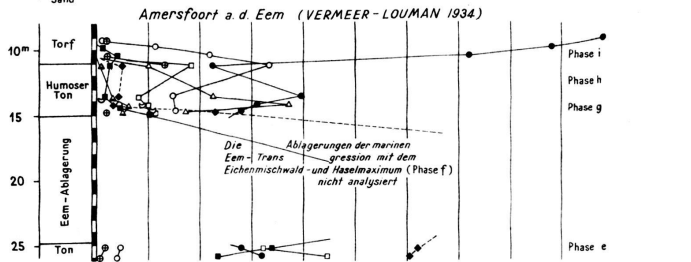 Sand
Amersfoort a. d. Eem (VERMEER-LOUMAN 1934)
Torf
10m
Phase i
Humoser
Ton
Phase h
Phase g
15
Die Ablagerungen der marinen
Eem-Trans gression mit dem
Eichenmischwald-und Haselmaximum (Phase f)
nicht analysiert
Eem-Ablagerung
20
25
Ton
Phase e